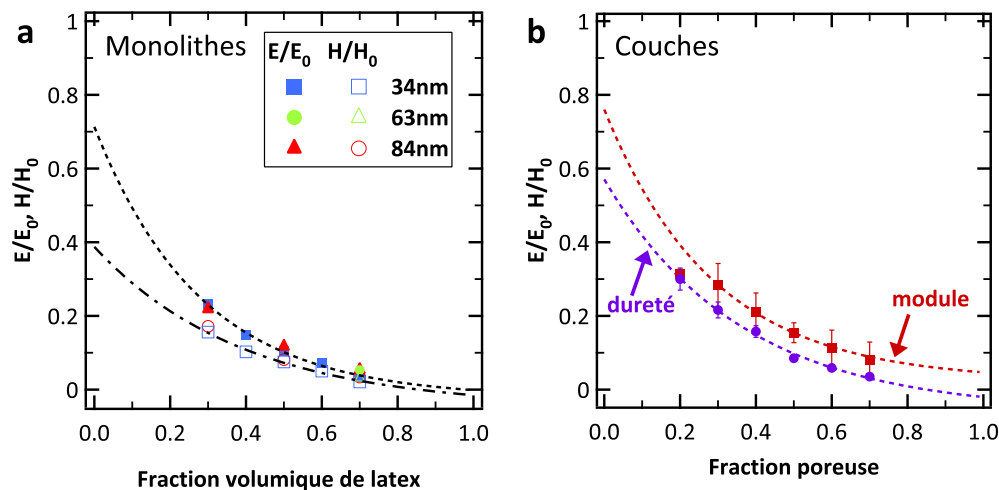 a
Monolithes
E/E0 H/H0
34nm
63nm
84nm
1
0.8
0.6
0.4
0.2
0
E/E0, H/H0
0.0 0.2 0.4 0.6 0.8 1.0
Fraction volumique de latex
b
Couches
1
0.8
0.6
0.4
0.2
0
E/E0, H/H0
dureté
module
0.0 0.2 0.4 0.6 0.8 1.0
Fraction poreuse